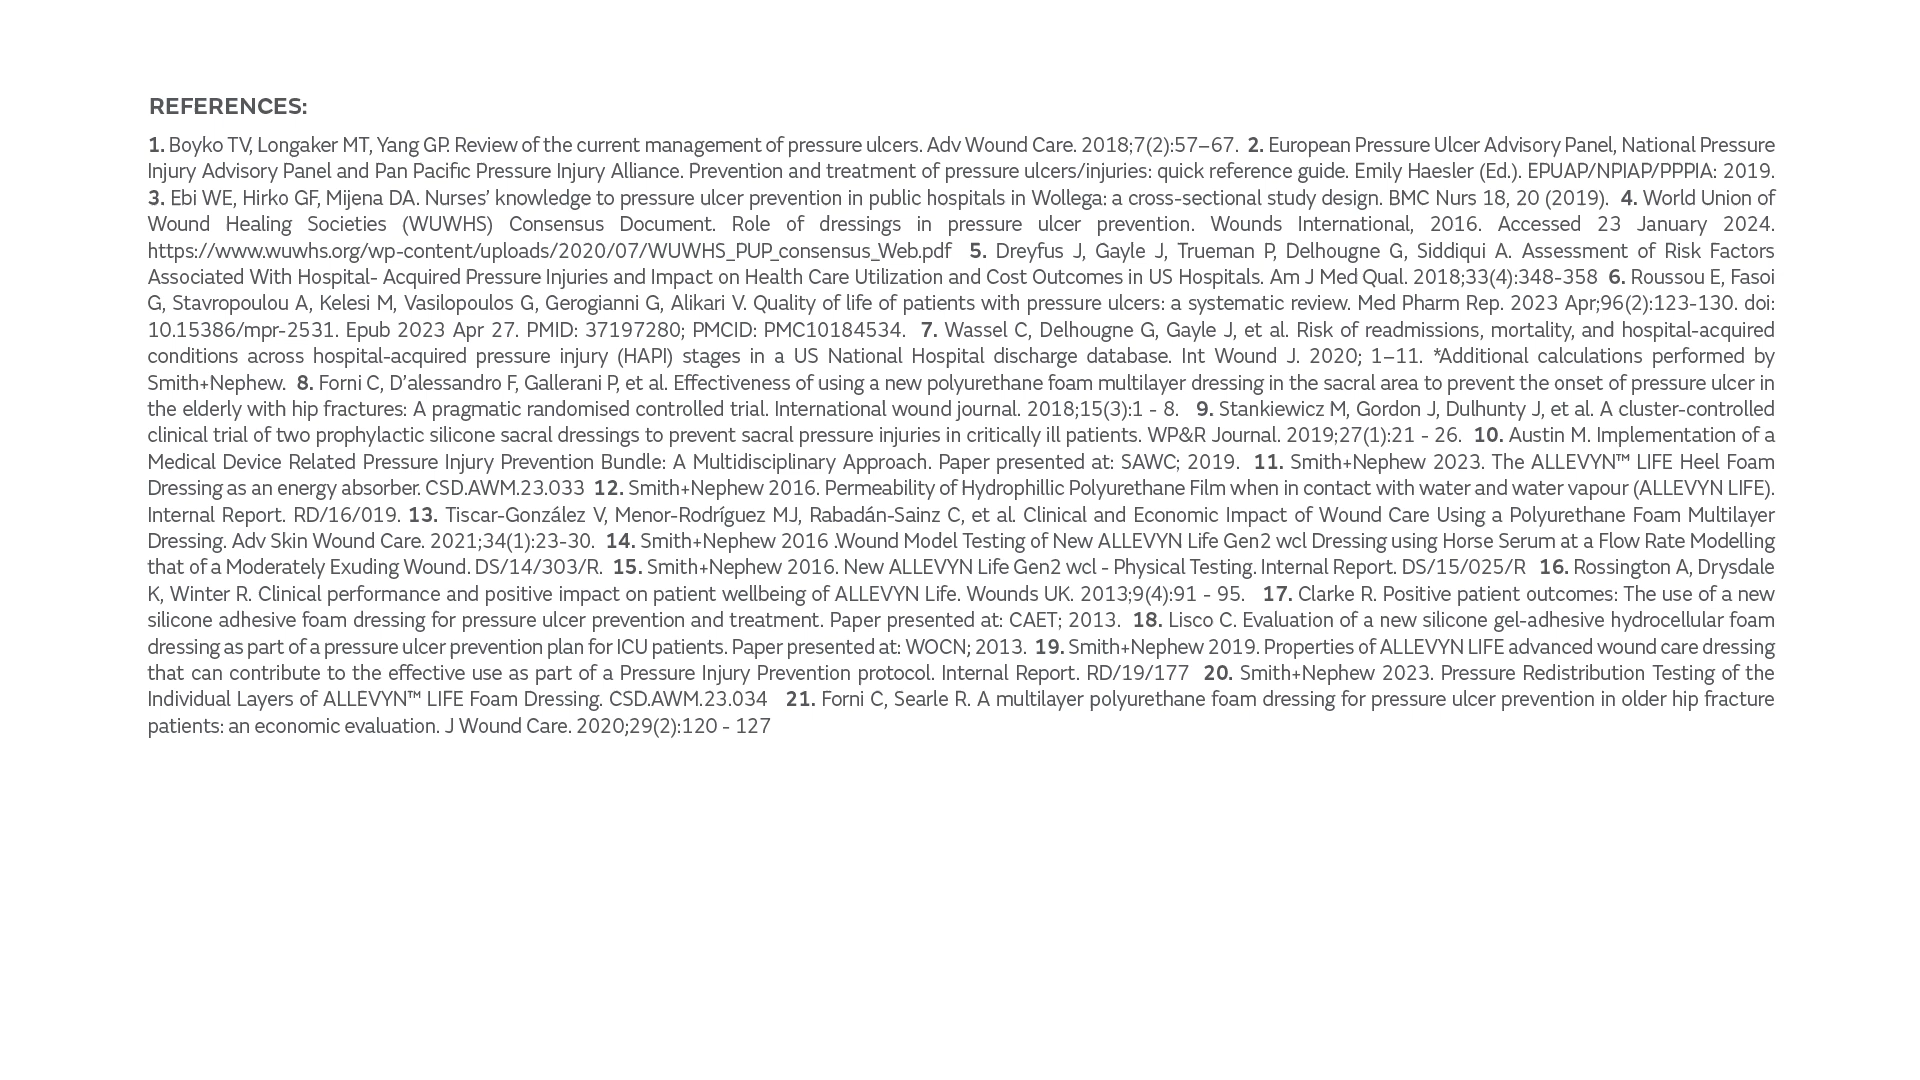 REFERENCES:
1. Boyko TV, Longaker MT, Yang GP. Review of the current management of pressure ulcers. Adv Wound Care. 2018;7(2):57–67. 2. European Pressure Ulcer Advisory Panel, National Pressure
Injury Advisory Panel and Pan Pacific Pressure Injury Alliance. Prevention and treatment of pressure ulcers/injuries: quick reference guide. Emily Haesler (Ed.). EPUAP/NPIAP/PPPIA: 2019.
3. Ebi WE, Hirko GF, Mijena DA. Nurses’ knowledge to pressure ulcer prevention in public hospitals in Wollega: a cross-sectional study design. BMC Nurs 18, 20 (2019). 4. World Union of
Wound Healing Societies (WUWHS) Consensus Document. Role of dressings in pressure ulcer prevention. Wounds International, 2016. Accessed 23 January 2024.
https://www.wuwhs.org/wp-content/uploads/2020/07/WUWHS_PUP_consensus_Web.pdf 5. Dreyfus J, Gayle J, Trueman P, Delhougne G, Siddiqui A. Assessment of Risk Factors
Associated With Hospital- Acquired Pressure Injuries and Impact on Health Care Utilization and Cost Outcomes in US Hospitals. Am J Med Qual. 2018;33(4):348-358 6. Roussou E, Fasoi
G, Stavropoulou A, Kelesi M, Vasilopoulos G, Gerogianni G, Alikari V. Quality of life of patients with pressure ulcers: a systematic review. Med Pharm Rep. 2023 Apr;96(2):123-130. doi:
10.15386/mpr-2531. Epub 2023 Apr 27. PMID: 37197280; PMCID: PMC10184534. 7. Wassel C, Delhougne G, Gayle J, et al. Risk of readmissions, mortality, and hospital-acquired
conditions across hospital-acquired pressure injury (HAPI) stages in a US National Hospital discharge database. Int Wound J. 2020; 1–11. *Additional calculations performed by
Smith+Nephew. 8. Forni C, D’alessandro F, Gallerani P, et al. Effectiveness of using a new polyurethane foam multilayer dressing in the sacral area to prevent the onset of pressure ulcer in
the elderly with hip fractures: A pragmatic randomised controlled trial. International wound journal. 2018;15(3):1 - 8. 9. Stankiewicz M, Gordon J, Dulhunty J, et al. A cluster-controlled
clinical trial of two prophylactic silicone sacral dressings to prevent sacral pressure injuries in critically ill patients. WP&R Journal. 2019;27(1):21 - 26. 10. Austin M. Implementation of a
Medical Device Related Pressure Injury Prevention Bundle: A Multidisciplinary Approach. Paper presented at: SAWC; 2019. 11. Smith+Nephew 2023. The ALLEVYN™ LIFE Heel Foam
Dressing as an energy absorber. CSD.AWM.23.033 12. Smith+Nephew 2016. Permeability of Hydrophillic Polyurethane Film when in contact with water and water vapour (ALLEVYN LIFE).
Internal Report. RD/16/019. 13. Tiscar-González V, Menor-Rodríguez MJ, Rabadán-Sainz C, et al. Clinical and Economic Impact of Wound Care Using a Polyurethane Foam Multilayer
Dressing. Adv Skin Wound Care. 2021;34(1):23-30. 14. Smith+Nephew 2016 .Wound Model Testing of New ALLEVYN Life Gen2 wcl Dressing using Horse Serum at a Flow Rate Modelling
that of a Moderately Exuding Wound. DS/14/303/R. 15. Smith+Nephew 2016. New ALLEVYN Life Gen2 wcl - Physical Testing. Internal Report. DS/15/025/R 16. Rossington A, Drysdale
K, Winter R. Clinical performance and positive impact on patient wellbeing of ALLEVYN Life. Wounds UK. 2013;9(4):91 - 95. 17. Clarke R. Positive patient outcomes: The use of a new
silicone adhesive foam dressing for pressure ulcer prevention and treatment. Paper presented at: CAET; 2013. 18. Lisco C. Evaluation of a new silicone gel-adhesive hydrocellular foam
dressing as part of a pressure ulcer prevention plan for ICU patients. Paper presented at: WOCN; 2013. 19. Smith+Nephew 2019. Properties of ALLEVYN LIFE advanced wound care dressing
that can contribute to the effective use as part of a Pressure Injury Prevention protocol. Internal Report. RD/19/177 20. Smith+Nephew 2023. Pressure Redistribution Testing of the
Individual Layers of ALLEVYN™ LIFE Foam Dressing. CSD.AWM.23.034 21. Forni C, Searle R. A multilayer polyurethane foam dressing for pressure ulcer prevention in older hip fracture
patients: an economic evaluation. J Wound Care. 2020;29(2):120 - 127